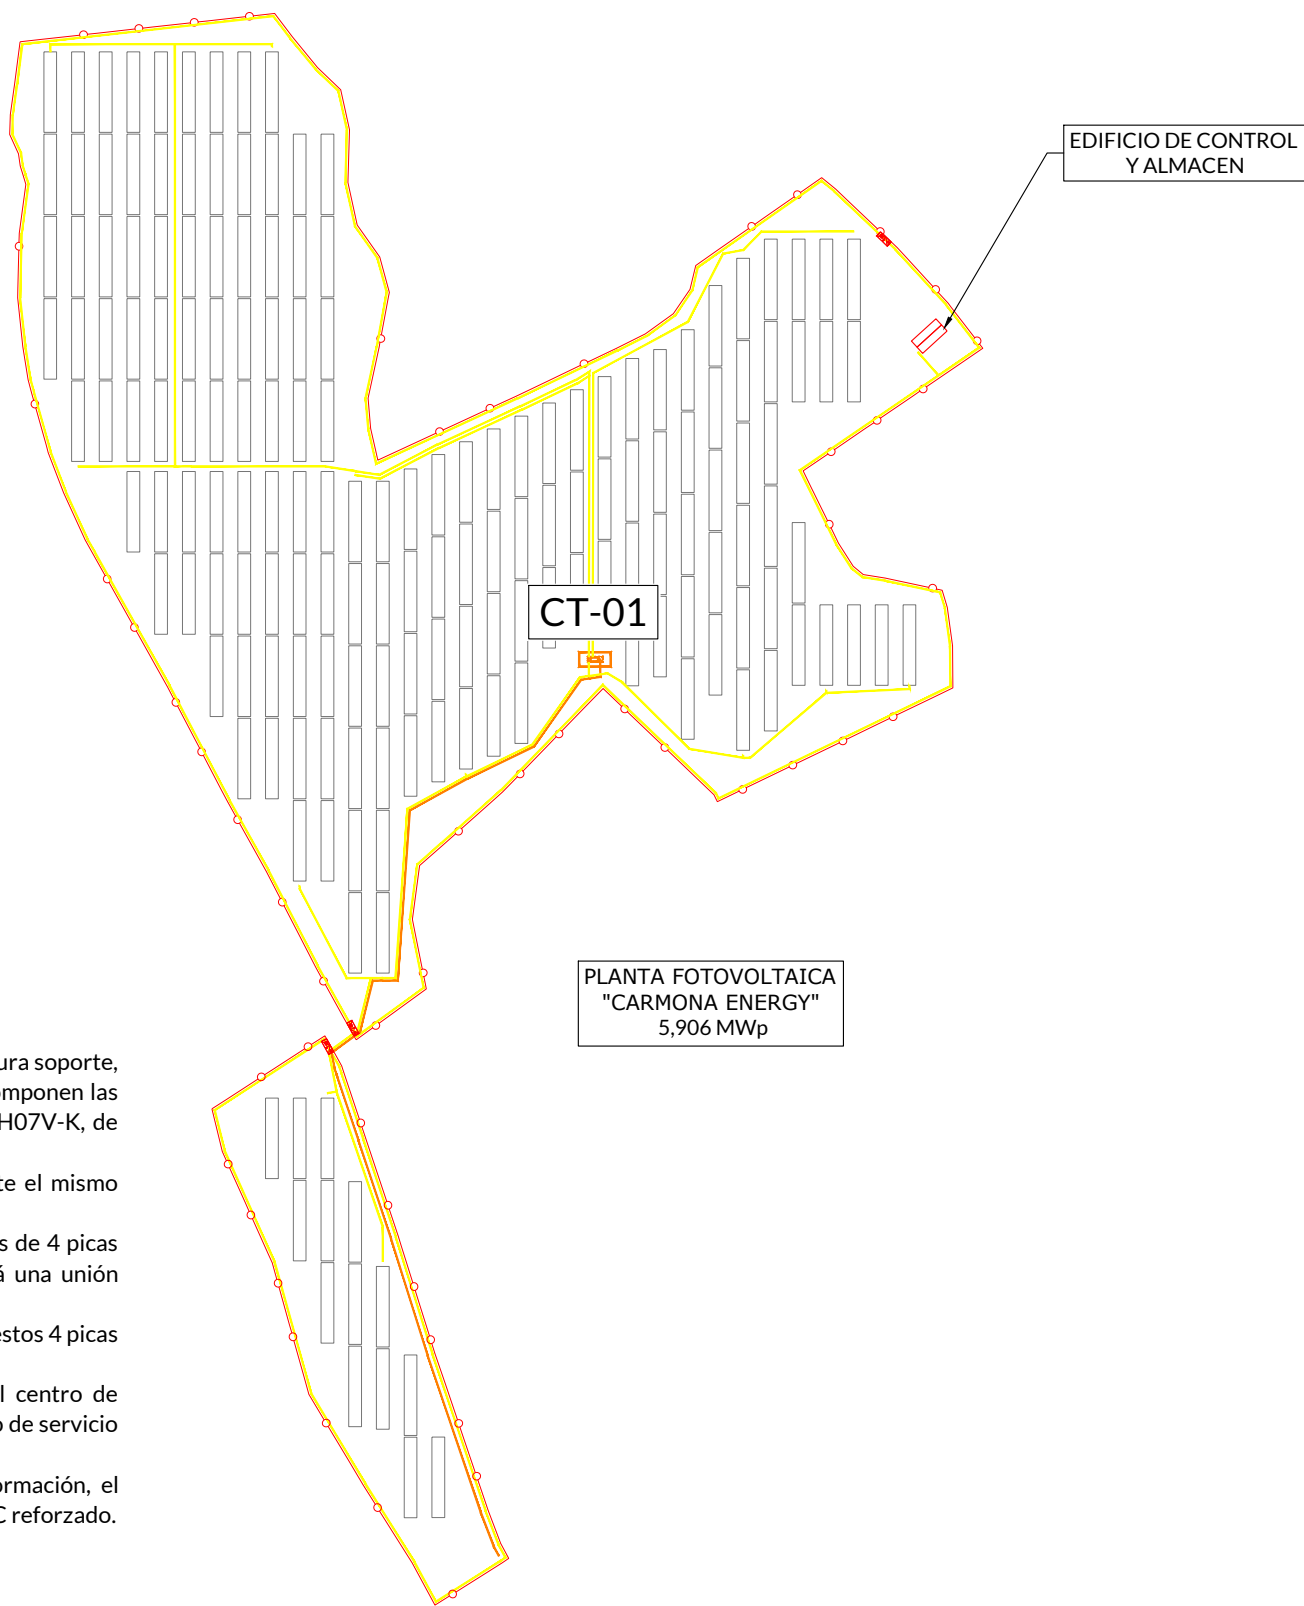 EDIFICIO DE CONTROL
Y ALMACEN
CT-01
PLANTA FOTOVOLTAICA
"CARMONA ENERGY"
5,906 MWp
ura soporte,
omponen las
H07V-K, de
te el mismo
s de 4 picas
á una unión
estos 4 picas
l centro de
o de servicio
ormación, el
C reforzado.